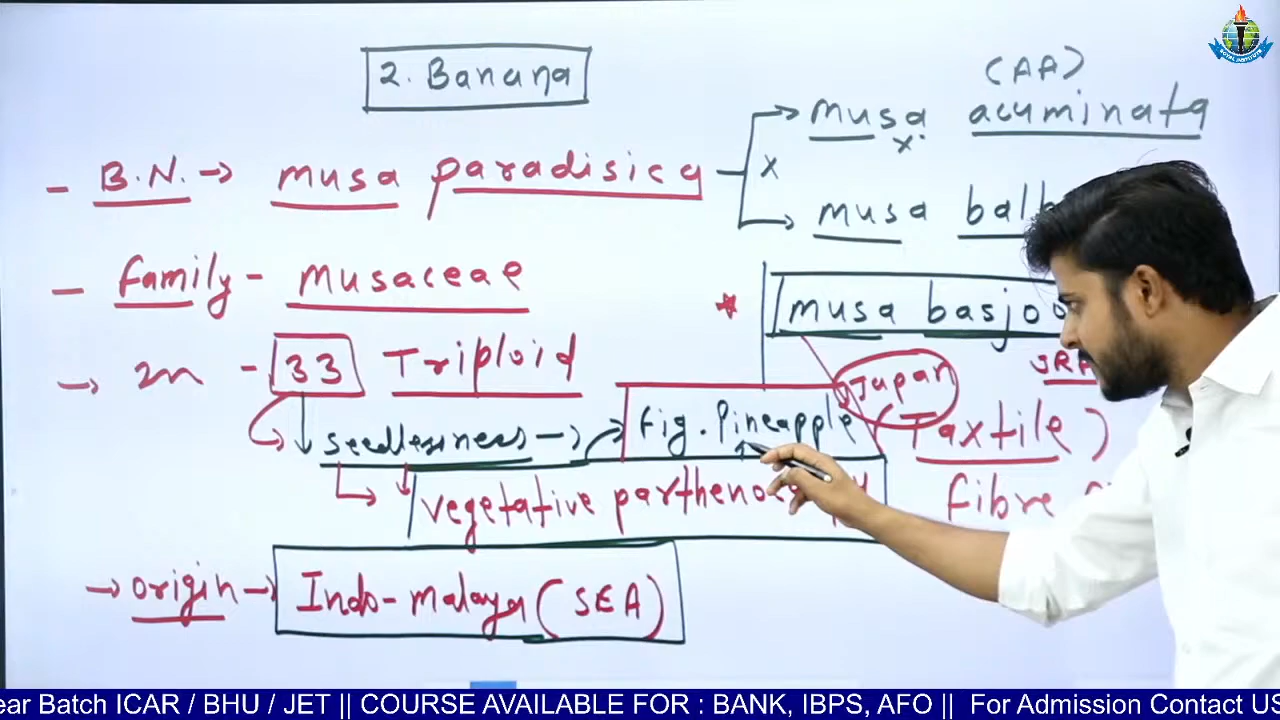 2. Banana
(AA)
- B.N. → musa paradisica
x
musa acuminata
x
musa
- family - musaceae
musa basjoo
→ 2n - 33 Triploid
Japan
seedlessness → fig. Pineapple
(Taxtile)
vegetative
fibre
→ origin → Indo-malaya (SEA)
ear Batch ICAR / BHU / JET || COURSE AVAILABLE FOR : BANK, IBPS, AFO || For Admission Contact US